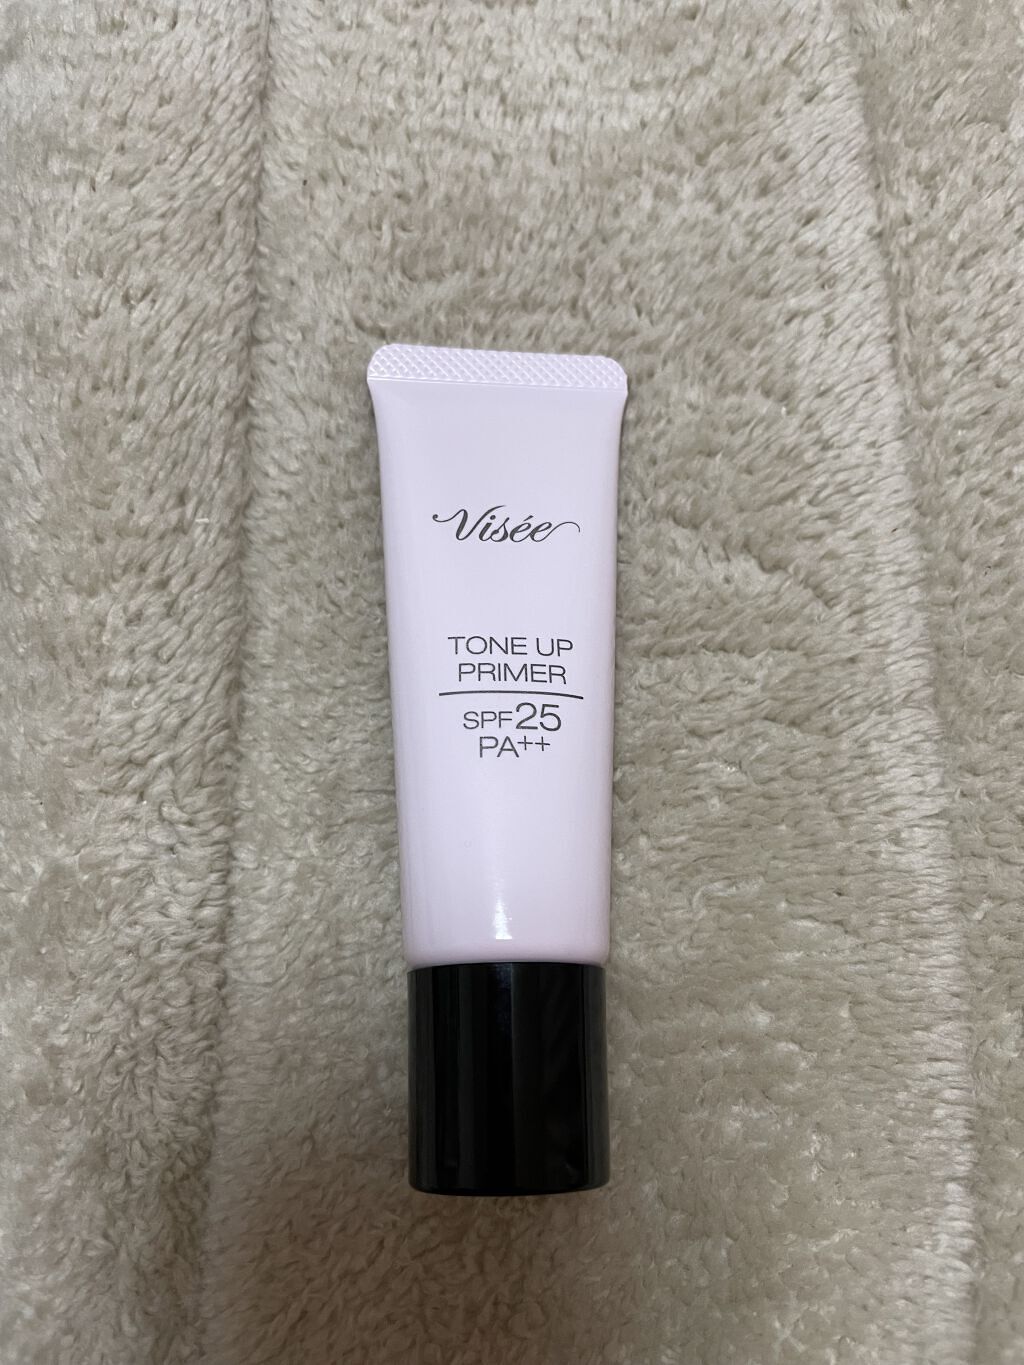 Visée
TONE UP
PRIMER
SPF25
PA++